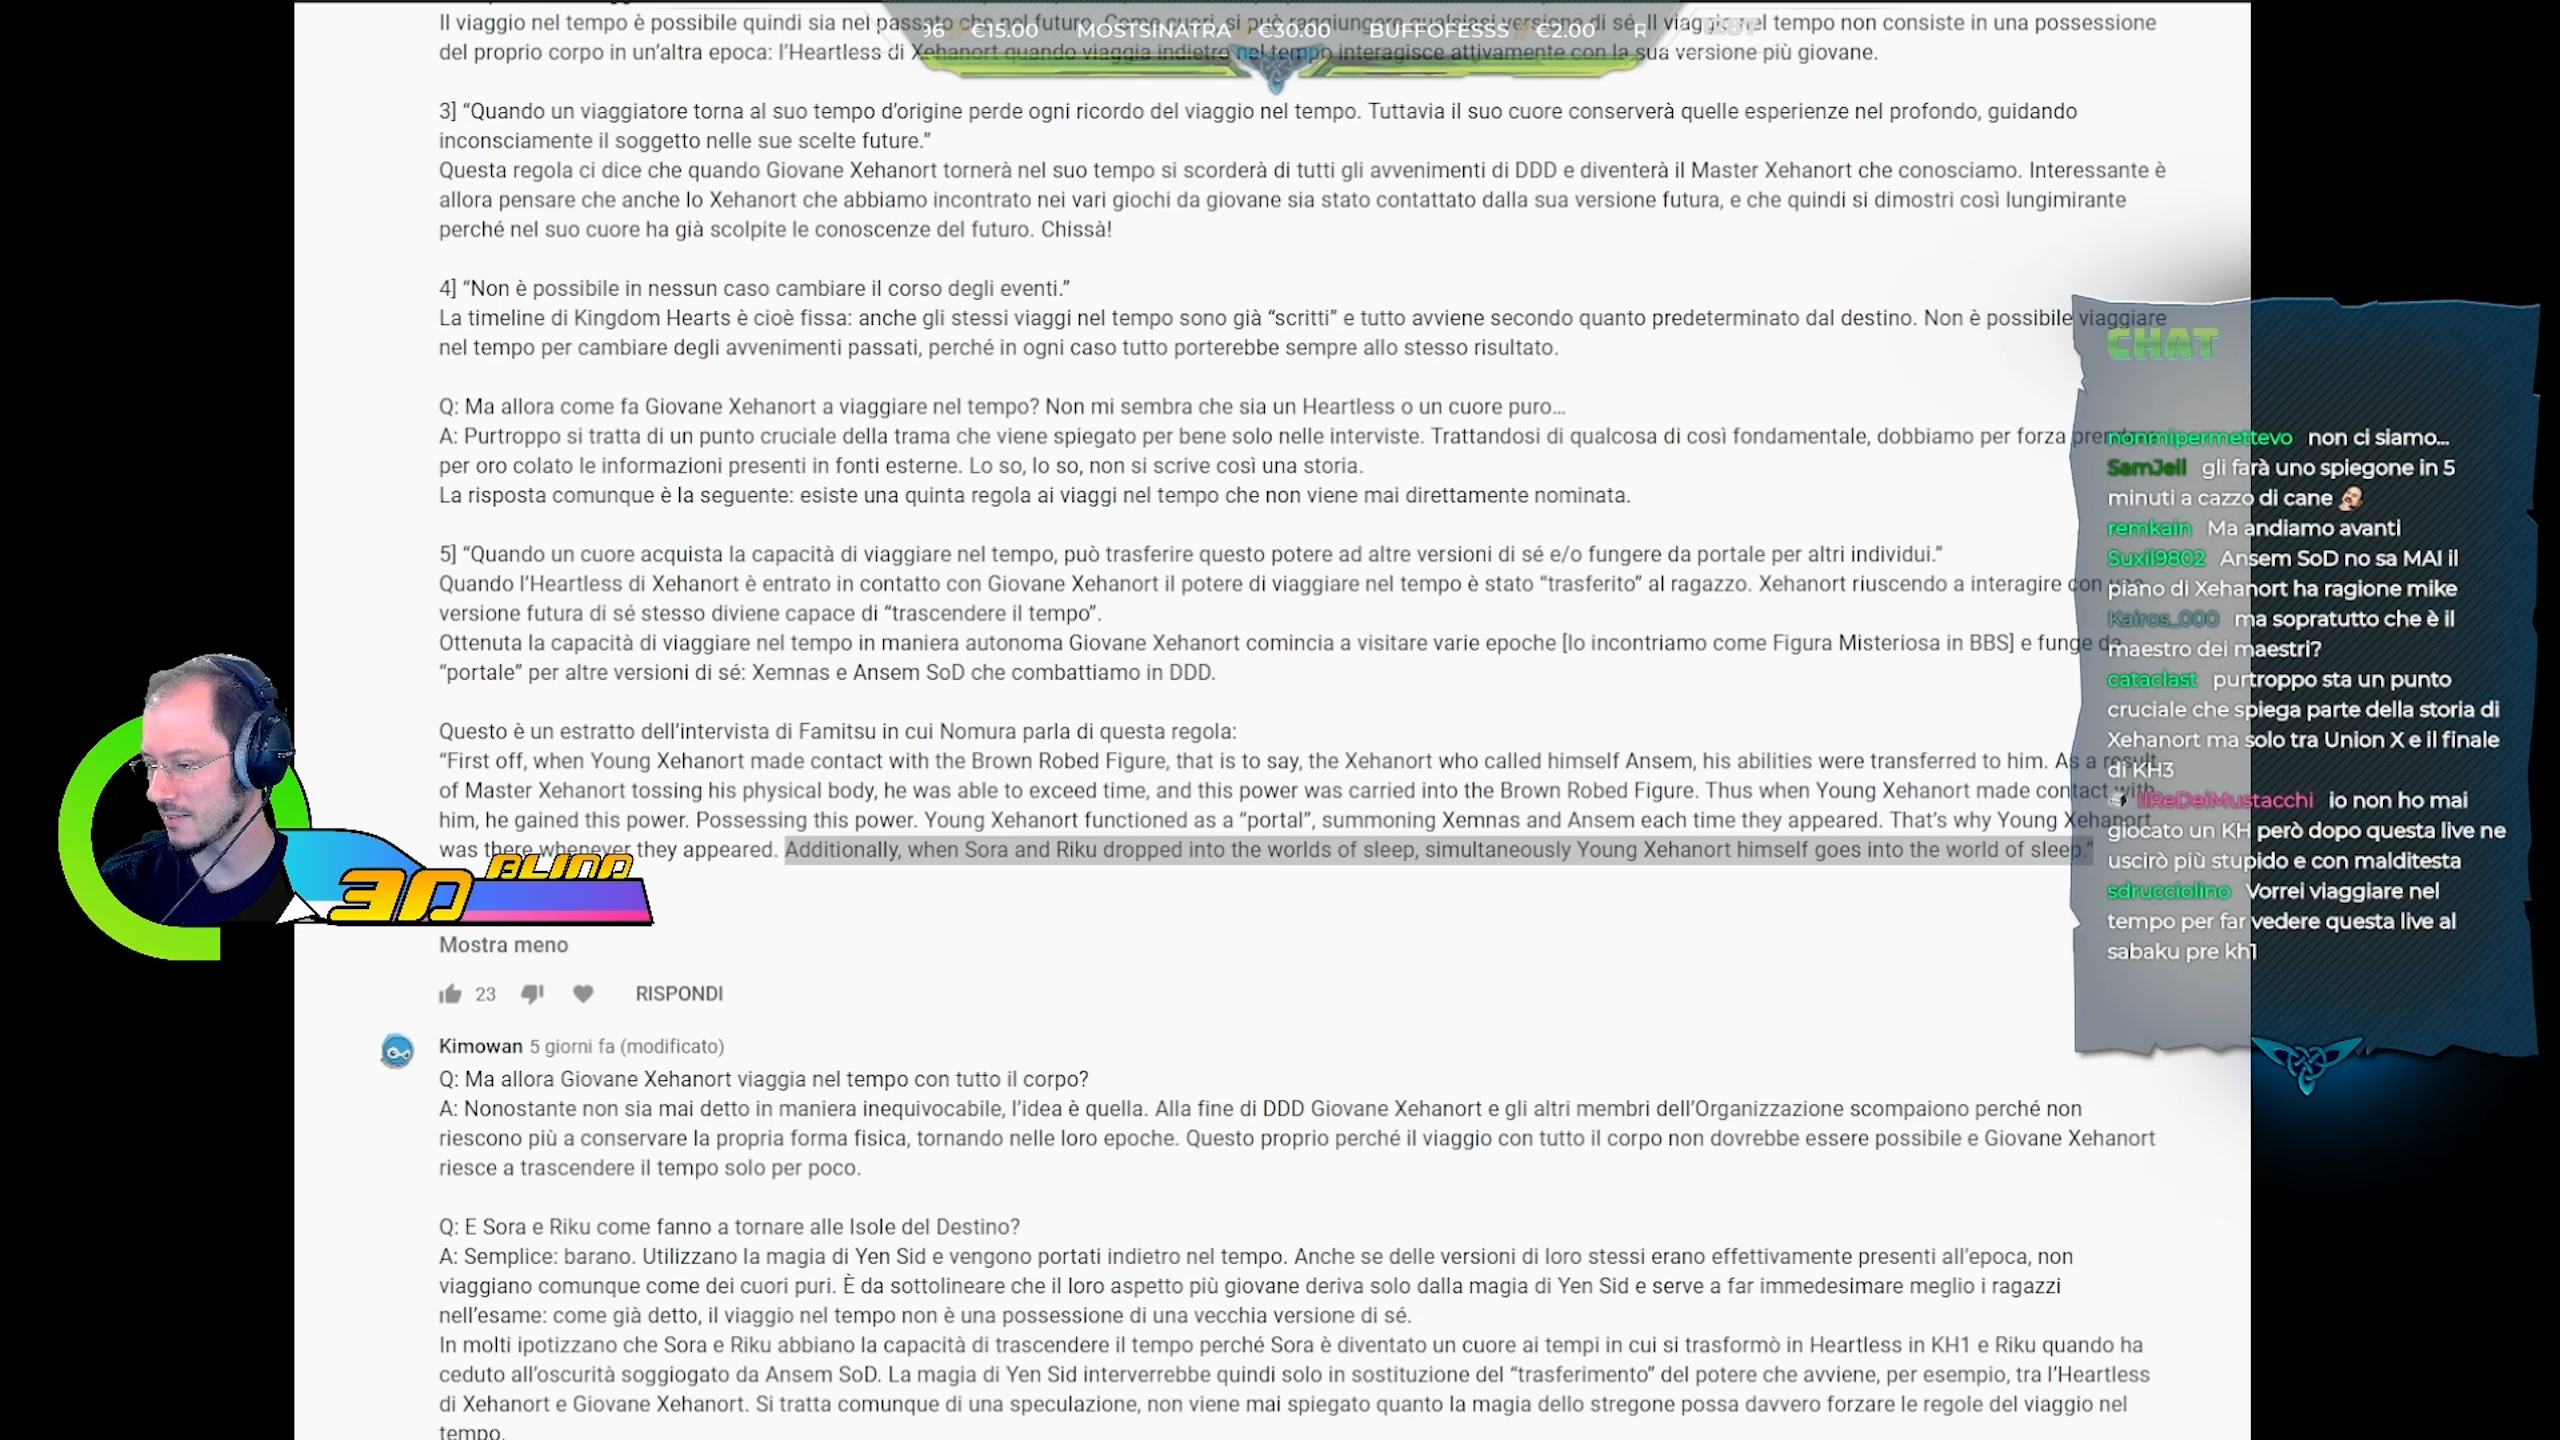 Il viaggio nel tempo è possibile quindi sia nel passato che nel futuro. Come cuori, si può raggiungere qualsiasi versione di sé. Il viaggio nel tempo non consiste in una possessione
del proprio corpo in un’altra epoca: l’Heartless di Xehanort quando viaggia indietro nel tempo interagisce attivamente con la sua versione più giovane.
96 €15.00 MOSTSINATRA €30.00 BUFFOFESSS €2.00 R
3] “Quando un viaggiatore torna al suo tempo d’origine perde ogni ricordo del viaggio nel tempo. Tuttavia il suo cuore conserverà quelle esperienze nel profondo, guidando
inconsciamente il soggetto nelle sue scelte future.”
Questa regola ci dice che quando Giovane Xehanort tornerà nel suo tempo si scorderà di tutti gli avvenimenti di DDD e diventerà il Master Xehanort che conosciamo. Interessante è
allora pensare che anche lo Xehanort che abbiamo incontrato nei vari giochi da giovane sia stato contattato dalla sua versione futura, e che quindi si dimostri così lungimirante
perché nel suo cuore ha già scolpite le conoscenze del futuro. Chissà!
4] “Non è possibile in nessun caso cambiare il corso degli eventi.”
La timeline di Kingdom Hearts è cioè fissa: anche gli stessi viaggi nel tempo sono già “scritti” e tutto avviene secondo quanto predeterminato dal destino. Non è possibile viaggiare
nel tempo per cambiare degli avvenimenti passati, perché in ogni caso tutto porterebbe sempre allo stesso risultato.
Q: Ma allora come fa Giovane Xehanort a viaggiare nel tempo? Non mi sembra che sia un Heartless o un cuore puro...
A: Purtroppo si tratta di un punto cruciale della trama che viene spiegato per bene solo nelle interviste. Trattandosi di qualcosa di così fondamentale, dobbiamo per forza
per oro colato le informazioni presenti in fonti esterne. Lo so, lo so, non si scrive così una storia.
La risposta comunque è la seguente: esiste una quinta regola ai viaggi nel tempo che non viene mai direttamente nominata.
5] “Quando un cuore acquista la capacità di viaggiare nel tempo, può trasferire questo potere ad altre versioni di sé e/o fungere da portale per altri individui.”
Quando l’Heartless di Xehanort è entrato in contatto con Giovane Xehanort il potere di viaggiare nel tempo è stato “trasferito” al ragazzo. Xehanort riuscendo a interagire con una
versione futura di sé stesso diviene capace di “trascendere il tempo”.
Ottenuta la capacità di viaggiare nel tempo in maniera autonoma Giovane Xehanort comincia a visitare varie epoche [lo incontriamo come Figura Misteriosa in BBS] e funge da
“portale” per altre versioni di sé: Xemnas e Ansem SoD che combattiamo in DDD.
Questo è un estratto dell’intervista di Famitsu in cui Nomura parla di questa regola:
“First off, when Young Xehanort made contact with the Brown Robed Figure, that is to say, the Xehanort who called himself Ansem, his abilities were transferred to him. As a result
of Master Xehanort tossing his physical body, he was able to exceed time, and this power was carried into the Brown Robed Figure. Thus when Young Xehanort made contact with
him, he gained this power. Possessing this power. Young Xehanort functioned as a “portal”, summoning Xemnas and Ansem each time they appeared. That’s why Young Xehanort
was there whenever they appeared. Additionally, when Sora and Riku dropped into the worlds of sleep, simultaneously Young Xehanort himself goes into the world of sleep.”
Mostra meno
23 RISPONDI
Kimowan 5 giorni fa (modificato)
Q: Ma allora Giovane Xehanort viaggia nel tempo con tutto il corpo?
A: Nonostante non sia mai detto in maniera inequivocabile, l’idea è quella. Alla fine di DDD Giovane Xehanort e gli altri membri dell’Organizzazione scompaiono perché non
riescono più a conservare la propria forma fisica, tornando nelle loro epoche. Questo proprio perché il viaggio con tutto il corpo non dovrebbe essere possibile e Giovane Xehanort
riesce a trascendere il tempo solo per poco.
Q: E Sora e Riku come fanno a tornare alle Isole del Destino?
A: Semplice: barano. Utilizzano la magia di Yen Sid e vengono portati indietro nel tempo. Anche se delle versioni di loro stessi erano effettivamente presenti all’epoca, non
viaggiano comunque come dei cuori puri. È da sottolineare che il loro aspetto più giovane deriva solo dalla magia di Yen Sid e serve a far immedesimare meglio i ragazzi
nell’esame: come già detto, il viaggio nel tempo non è una possessione di una vecchia versione di sé.
In molti ipotizzano che Sora e Riku abbiano la capacità di trascendere il tempo perché Sora è diventato un cuore ai tempi in cui si trasformò in Heartless in KH1 e Riku quando ha
ceduto all’oscurità soggiogato da Ansem SoD. La magia di Yen Sid interverrebbe quindi solo in sostituzione del “trasferimento” del potere che avviene, per esempio, tra l’Heartless
di Xehanort e Giovane Xehanort. Si tratta comunque di una speculazione, non viene mai spiegato quanto la magia dello stregone possa davvero forzare le regole del viaggio nel
tempo.
BLIND
3D
CHAT
nonmipermettevo non ci siamo...
SamJell gli farà uno spiegone in 5
minuti a cazzo di cane
remkain Ma andiamo avanti
Suxil9802 Ansem SoD no sa MAI il
piano di Xehanort ha ragione mike
Kairos_000 ma sopratutto che è il
maestro dei maestri?
cataclast purtroppo sta un punto
cruciale che spiega parte della storia di
Xehanort ma solo tra Union X e il finale
di KH3
IlReDeiMustacchi io non ho mai
giocato un KH però dopo questa live ne
uscirò più stupido e con malditesta
sdrucciolino Vorrei viaggiare nel
tempo per far vedere questa live al
sabaku pre kh1